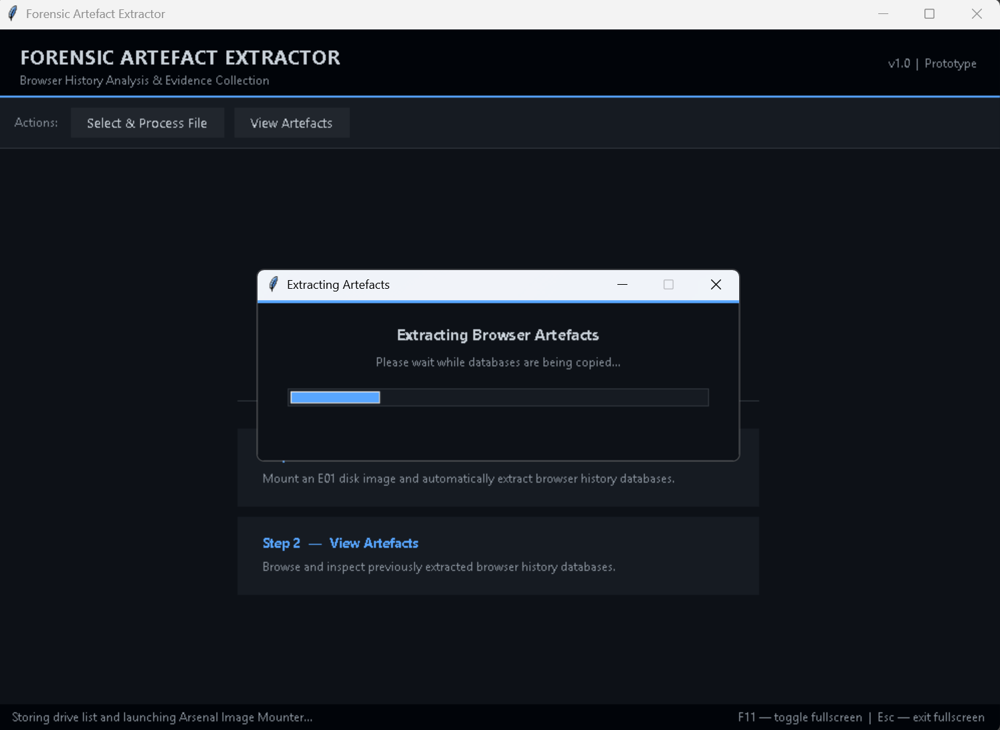 Forensic Artefact Extractor
FORENSIC ARTEFACT EXTRACTOR
Browser History Analysis & Evidence Collection
v1.0 | Prototype
Actions:
Select & Process File
View Artefacts
Extracting Artefacts
Extracting Browser Artefacts
Please wait while databases are being copied...
Mount an E01 disk image and automatically extract browser history databases.
Step 2 — View Artefacts
Browse and inspect previously extracted browser history databases.
Storing drive list and launching Arsenal Image Mounter...
F11 — toggle fullscreen | Esc — exit fullscreen